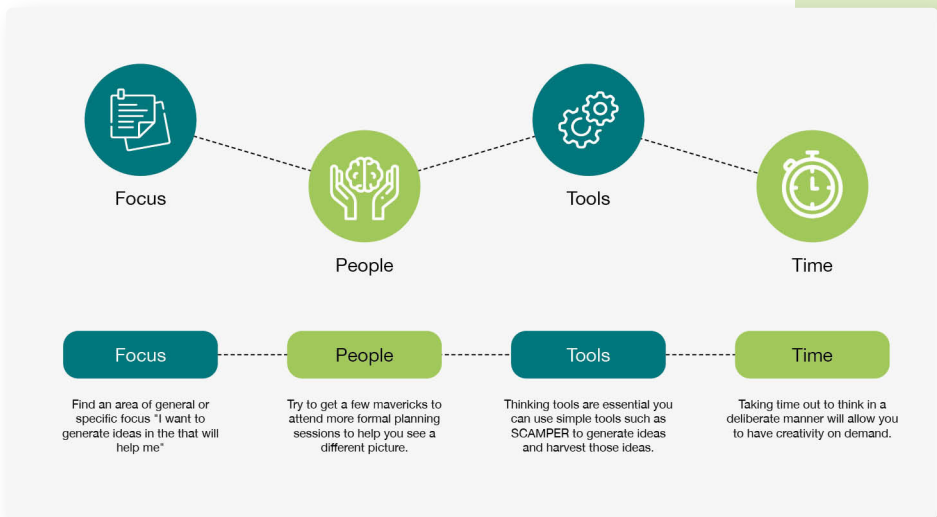 Focus
People
Tools
Time
Focus
People
Tools
Time
Find an area of general or
specific focus "I want to
generate ideas in the that will
help me"
Try to get a few mavericks to
attend more formal planning
sessions to help you see a
different picture.
Thinking tools are essential you
can use simple tools such as
SCAMPER to generate ideas
and harvest those ideas.
Taking time out to think in a
deliberate manner will allow you
to have creativity on demand.